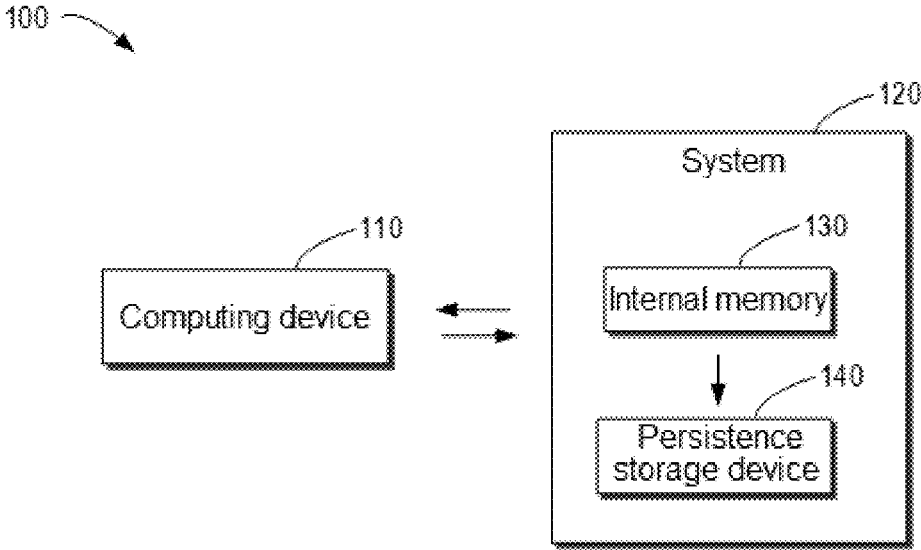 100
120
System
110
130
Computing device
Internal memory
140
Persistence
storage device